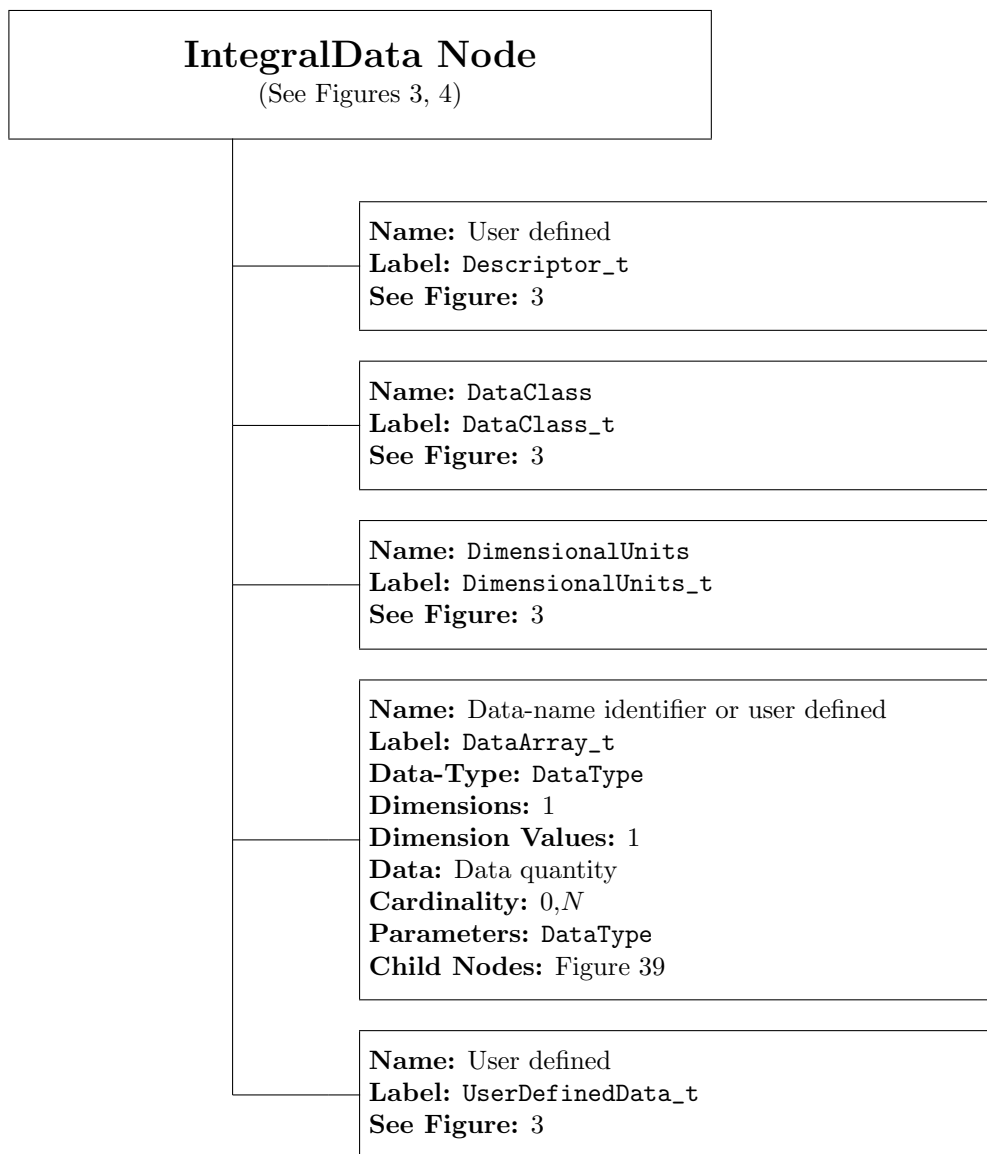 IntegralData Node
(See Figures 3, 4)
Name: User defined
Label: Descriptor_t
See Figure: 3
Name: DataClass
Label: DataClass_t
See Figure: 3
Name: DimensionalUnits
Label: DimensionalUnits_t
See Figure: 3
Name: Data-name identifier or user defined
Label: DataArray_t
Data-Type: DataType
Dimensions: 1
Dimension Values: 1
Data: Data quantity
Cardinality: 0,N
Parameters: DataType
Child Nodes: Figure 39
Name: User defined
Label: UserDefinedData_t
See Figure: 3